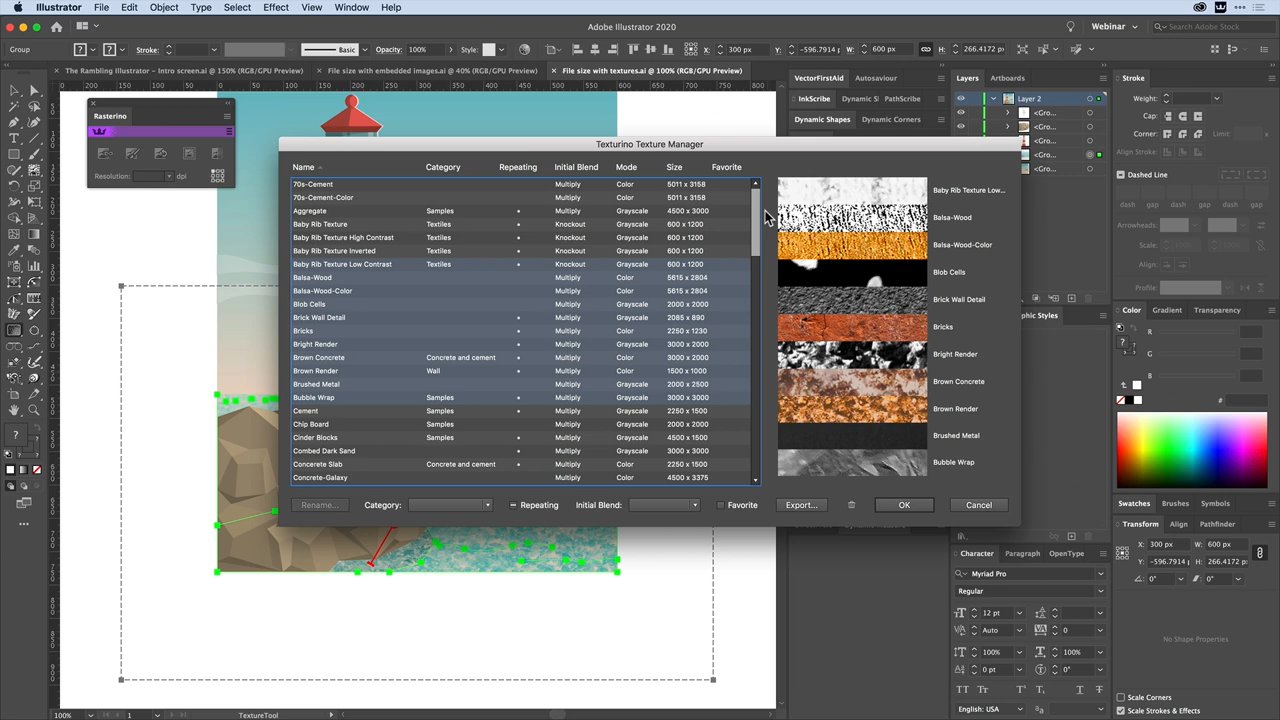 Illustrator File Edit Object Type Select Effect View Window Help
Adobe Illustrator 2020
Webinar
Search Adobe Stock
Group Stroke: Basic Opacity: 100% Style: X: 300 px Y: -596.7914 W: 600 px H: 266.4172
The Rambling Illustrator - Intro screen.ai @ 150% (RGB/GPU Preview) File size with embedded images.ai @ 40% (RGB/GPU Preview) File size with textures.ai @ 100% (RGB/GPU Preview)
Rasterino
Resolution: dpi
Texturino Texture Manager
Name Category Repeating Initial Blend Mode Size Favorite
70s-Cement Multiply Color 5011 x 3158
70s-Cement-Color Multiply Color 5011 x 3158
Aggregate Samples • Multiply Grayscale 4500 x 3000
Baby Rib Texture Textiles • Knockout Grayscale 600 x 1200
Baby Rib Texture High Contrast Textiles • Knockout Grayscale 600 x 1200
Baby Rib Texture Inverted Textiles • Knockout Grayscale 600 x 1200
Baby Rib Texture Low Contrast Textiles • Knockout Grayscale 600 x 1200
Balsa-Wood Multiply Color 5615 x 2804
Balsa-Wood-Color Multiply Color 5615 x 2804
Blob Cells Multiply Grayscale 2000 x 2000
Brick Wall Detail • Multiply Grayscale 2085 x 890
Bricks • Multiply Color 2250 x 1230
Bright Render • Multiply Grayscale 3000 x 2000
Brown Concrete Concrete and cement • Multiply Color 3000 x 2000
Brown Render Wall • Multiply Color 1500 x 1000
Brushed Metal Multiply Grayscale 2000 x 2500
Bubble Wrap Samples • Multiply Grayscale 3000 x 3000
Cement Samples Multiply Color 2250 x 1500
Chip Board Samples Multiply Grayscale 2000 x 2000
Cinder Blocks Samples • Multiply Color 4500 x 1500
Combed Dark Sand • Multiply Grayscale 3000 x 3000
Concerete Slab Concrete and cement • Multiply Color 2250 x 1500
Concrete-Galaxy Multiply Color 4500 x 3375
Baby Rib Texture Low...
Balsa-Wood
Balsa-Wood-Color
Blob Cells
Brick Wall Detail
Bricks
Bright Render
Brown Concrete
Brown Render
Brushed Metal
Bubble Wrap
Rename... Category: Repeating Initial Blend: Favorite Export... OK Cancel
VectorFirstAid Autosaviour
InkScribe PathScribe
Dynamic Shapes Dynamic Corners
Layers Artboards
Layer 2
<Gro...
<Gro...
<Gro...
<Gro...
<Gro...
Stroke
Weight:
Cap:
Corner: Limit:
Align Stroke:
Dashed Line
dash gap dash gap dash gap
Arrowheads:
Scale:
Align:
Profile:
Graphic Styles
Color Gradient Transparency
R
G
B
#
Swatches Brushes Symbols
Transform Align Pathfinder
X: 300 px W: 600 px
Y: -596.7914 p H: 266.4172 p
0° 0°
No Shape Properties
Scale Corners
Scale Strokes & Effects
Character Paragraph OpenType
Myriad Pro
Regular
12 pt
Auto 0
100% 100%
0 pt 0°
English: USA
100% 1 TextureTool